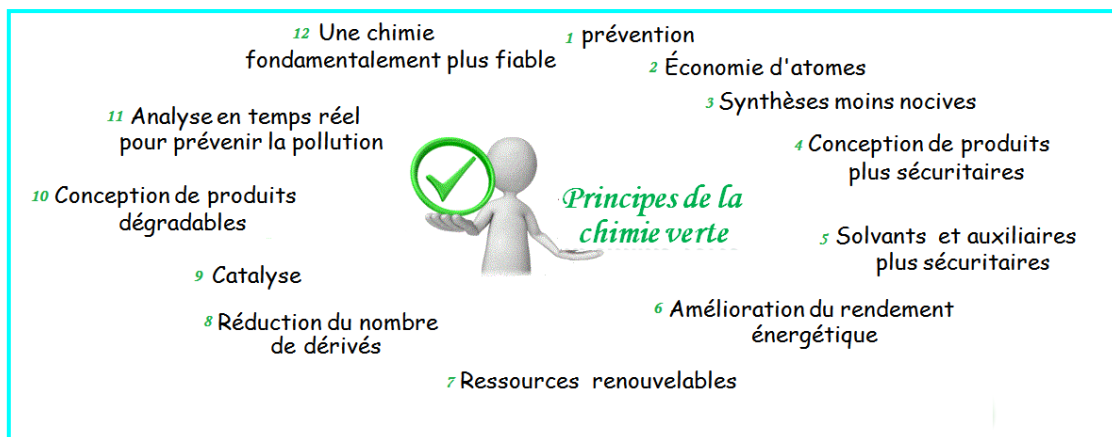 Principes de la
chimie verte
1 prévention
2 Économie d'atomes
3 Synthèses moins nocives
4 Conception de produits
plus sécuritaires
5 Solvants et auxiliaires
plus sécuritaires
6 Amélioration du rendement
énergétique
7 Ressources renouvelables
8 Réduction du nombre
de dérivés
9 Catalyse
10 Conception de produits
dégradables
11 Analyse en temps réel
pour prévenir la pollution
12 Une chimie
fondamentalement plus fiable